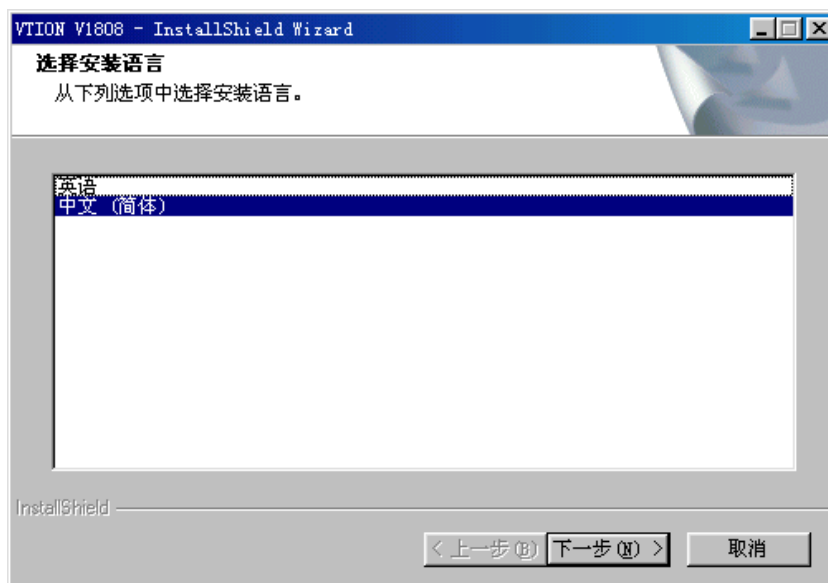 VTION V1808 - InstallShield Wizard
选择安装语言
从下列选项中选择安装语言。
英语
中文 (简体)
InstallShield
< 上一步(B) 下一步(N) > 取消